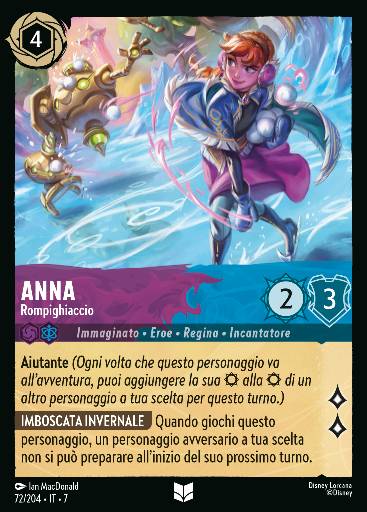 4
ANNA
Rompighiaccio
2
3
Immaginato • Eroe • Regina • Incantatore
Aiutante (Ogni volta che questo personaggio va
all'avventura, puoi aggiungere la sua ⛭ alla ⛭ di un
altro personaggio a tua scelta per questo turno.)
IMBOSCATA INVERNALE Quando giochi questo
personaggio, un personaggio avversario a tua scelta
non si può preparare all'inizio del suo prossimo turno.
Ian MacDonald
72/204 • IT • 7
Disney Lorcana
©Disney